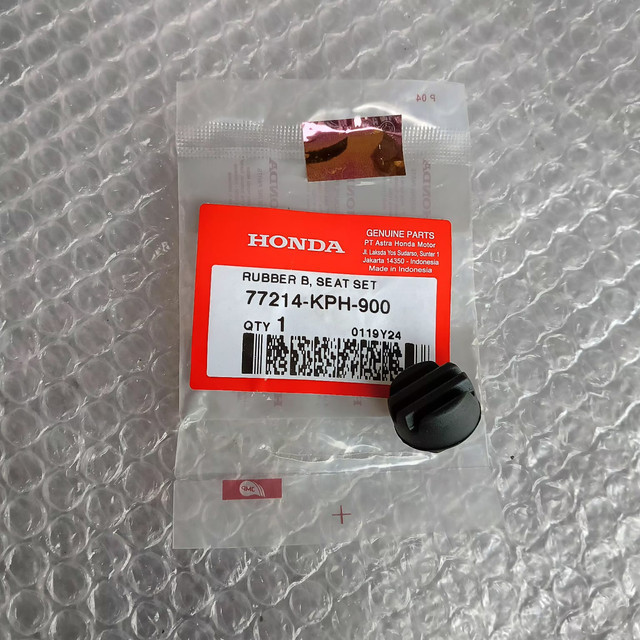 P 04
HONDA
GENUINE PARTS
PT Astra Honda Motor
Jl. Laksda Yos Sudarso, Sunter 1
Jakarta 14350 - Indonesia
Made in Indonesia
RUBBER B, SEAT SET
77214-KPH-900
QTY 1
0119Y24